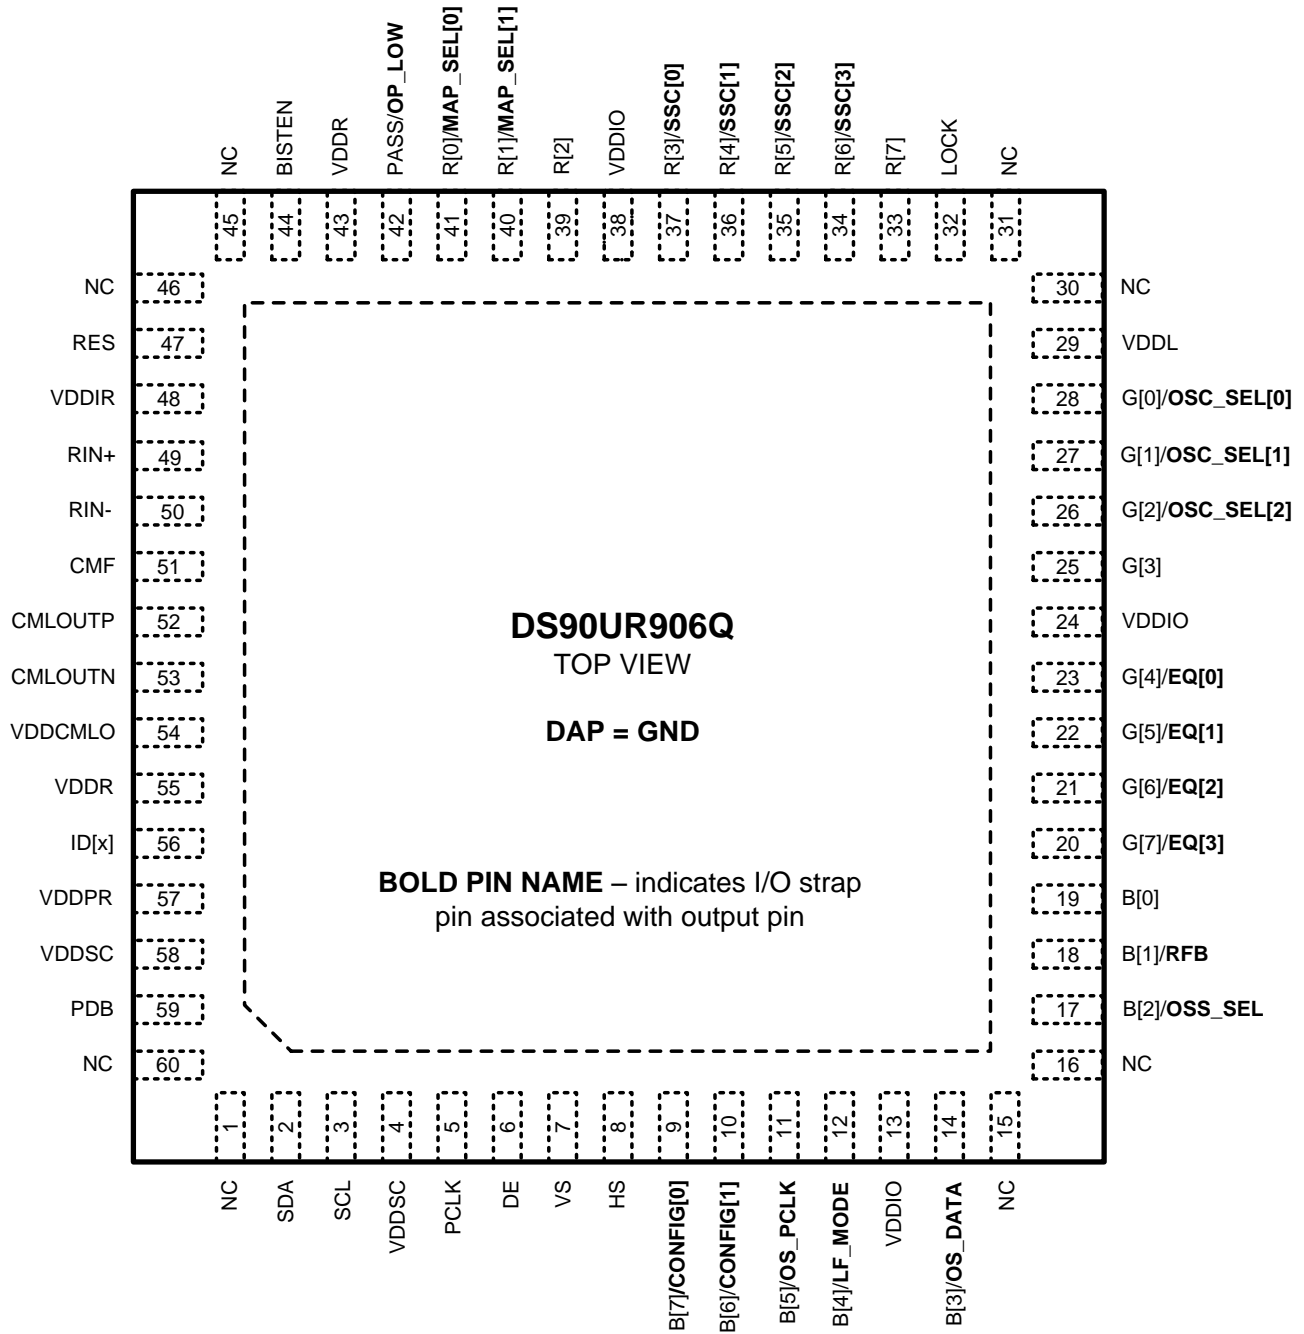 NC
BISTEN
VDDR
PASS/OP_LOW
R[0]/MAP_SEL[0]
R[1]/MAP_SEL[1]
R[2]
VDDIO
R[3]/SSC[0]
R[4]/SSC[1]
R[5]/SSC[2]
R[6]/SSC[3]
R[7]
LOCK
NC
45
44
43
42
41
40
39
38
37
36
35
34
33
32
31
NC 46
RES 47
VDDIR 48
RIN+ 49
RIN- 50
CMF 51
CMLOUTP 52
CMLOUTN 53
VDDCMLO 54
VDDR 55
ID[x] 56
VDDPR 57
VDDSC 58
PDB 59
NC 60
DS90UR906Q
TOP VIEW
DAP = GND
BOLD PIN NAME – indicates I/O strap
pin associated with output pin
30 NC
29 VDDL
28 G[0]/OSC_SEL[0]
27 G[1]/OSC_SEL[1]
26 G[2]/OSC_SEL[2]
25 G[3]
24 VDDIO
23 G[4]/EQ[0]
22 G[5]/EQ[1]
21 G[6]/EQ[2]
20 G[7]/EQ[3]
19 B[0]
18 B[1]/RFB
17 B[2]/OSS_SEL
16 NC
1
2
3
4
5
6
7
8
9
10
11
12
13
14
15
NC
SDA
SCL
VDDSC
PCLK
DE
VS
HS
B[7]/CONFIG[0]
B[6]/CONFIG[1]
B[5]/OS_PCLK
B[4]/LF_MODE
VDDIO
B[3]/OS_DATA
NC